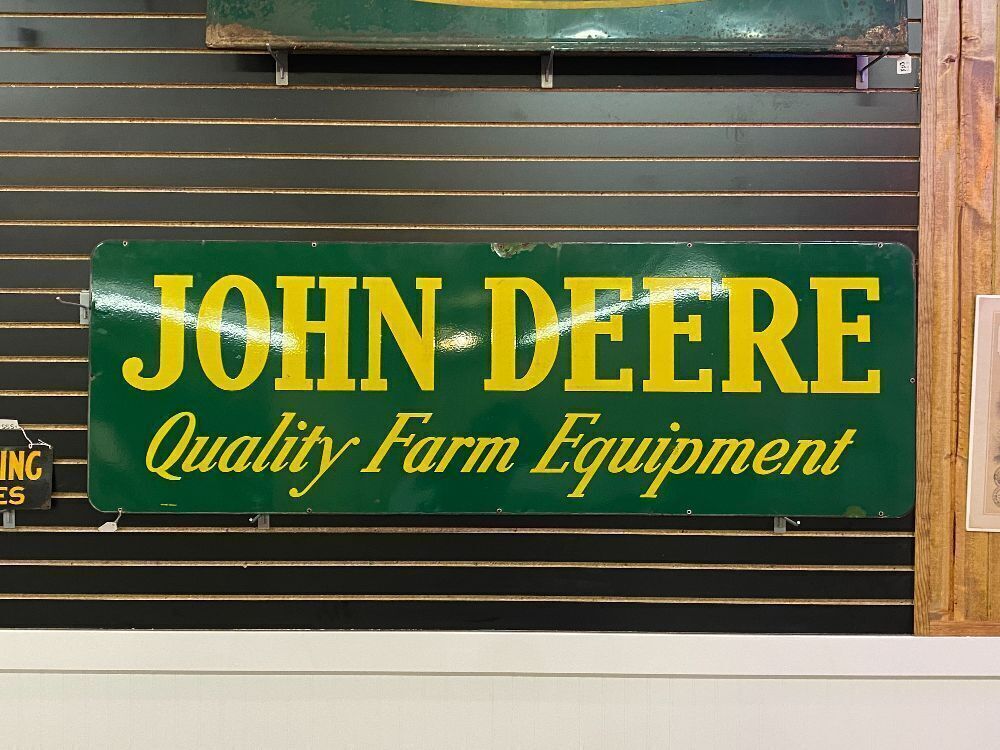 JOHN DEERE
Quality Farm Equipment
ING
ES